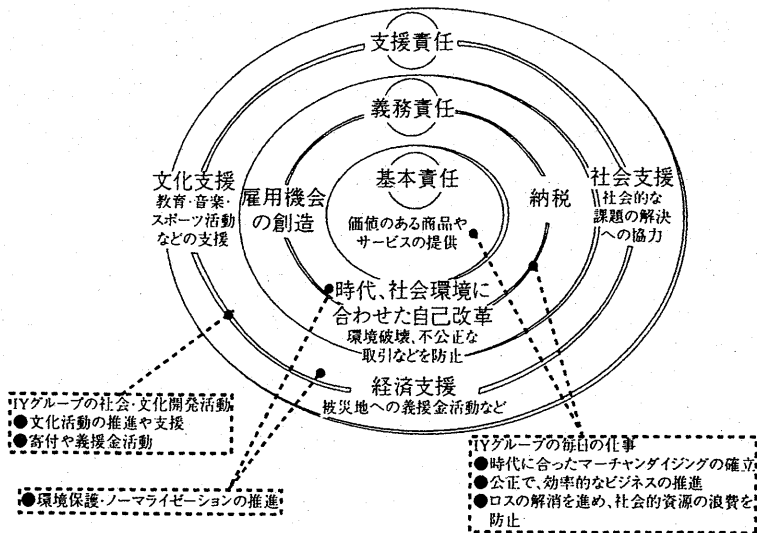 支援責任
義務責任
基本責任
価値のある商品や
サービスの提供
文化支援
教育・音楽・
スポーツ活動
などの支援
雇用機会
の創造
納税
社会支援
社会的な
課題の解決
への協力
時代、社会環境に
合わせた自己改革
環境破壊、不公正な
取引などを防止
経済支援
被災地への義援金活動など
IYグループの社会・文化開発活動
●文化活動の推進や支援
●寄付や義援金活動
●環境保護・ノーマライゼーションの推進
IYグループの毎日の仕事
●時代に合ったマーチャンダイジングの確立
●公正で、効率的なビジネスの推進
●ロスの解消を進め、社会的資源の浪費を
防止